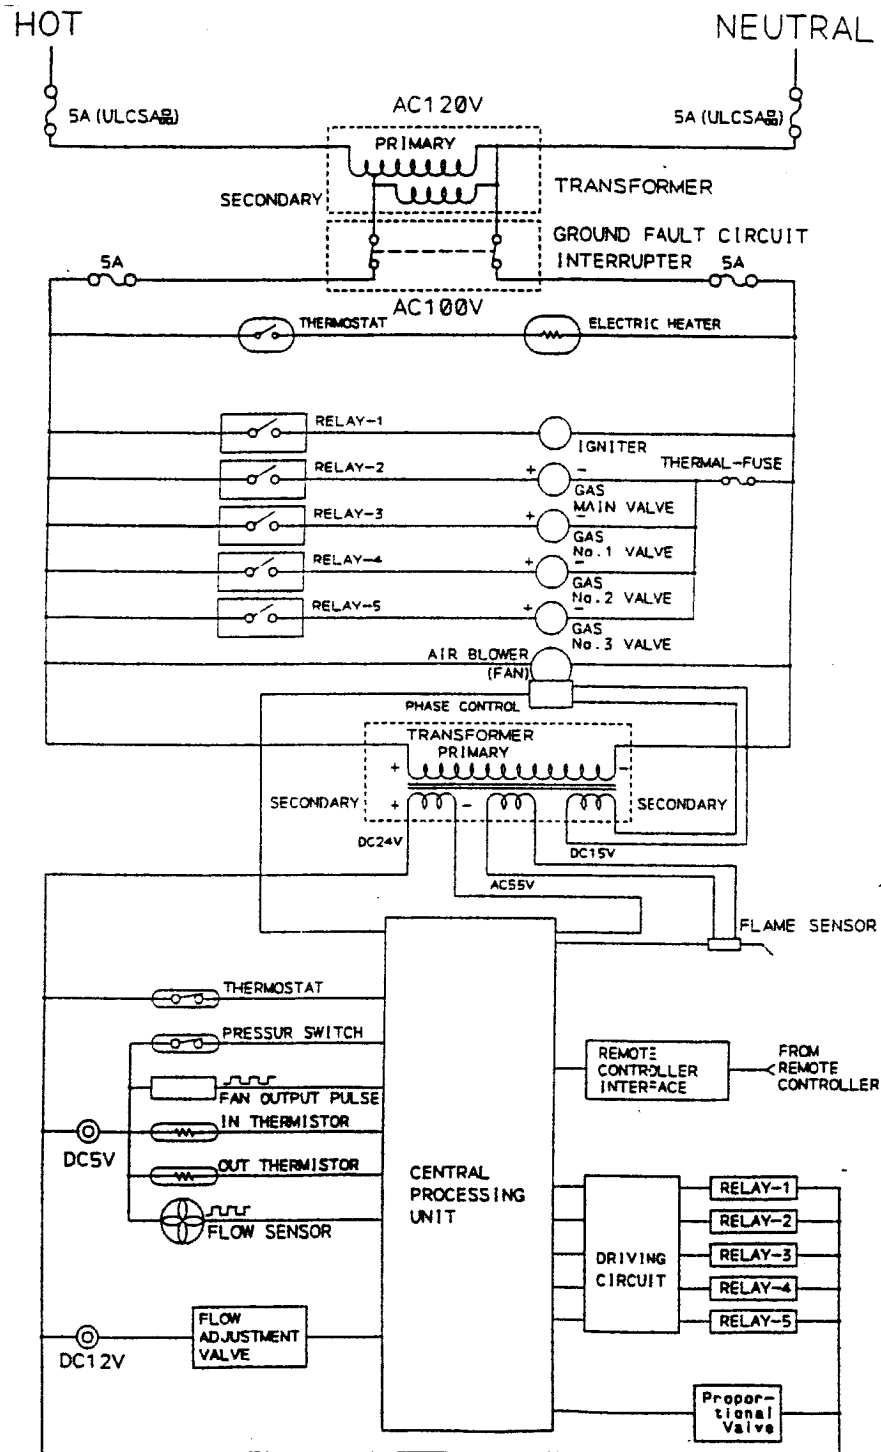 HOT
NEUTRAL
5A (ULCSA品)
AC120V
5A (ULCSA品)
PRIMARY
SECONDARY
TRANSFORMER
GROUND FAULT CIRCUIT
INTERRUPTER
5A
5A
AC100V
THERMOSTAT
ELECTRIC HEATER
RELAY-1
IGNITER
RELAY-2
+
-
THERMAL-FUSE
GAS
MAIN VALVE
RELAY-3
+
-
GAS
No.1 VALVE
RELAY-4
+
-
GAS
No.2 VALVE
RELAY-5
+
-
GAS
No.3 VALVE
AIR BLOWER
(FAN)
PHASE CONTROL
TRANSFORMER
PRIMARY
+
-
SECONDARY
+
-
SECONDARY
DC24V
DC15V
AC55V
FLAME SENSOR
THERMOSTAT
PRESSUR SWITCH
FAN OUTPUT PULSE
IN THERMISTOR
DC5V
OUT THERMISTOR
FLOW SENSOR
CENTRAL
PROCESSING
UNIT
REMOTE
CONTROLLER
INTERFACE
FROM
REMOTE
CONTROLLER
DRIVING
CIRCUIT
RELAY-1
RELAY-2
RELAY-3
RELAY-4
RELAY-5
DC12V
FLOW
ADJUSTMENT
VALVE
Propor-
tional
Valve